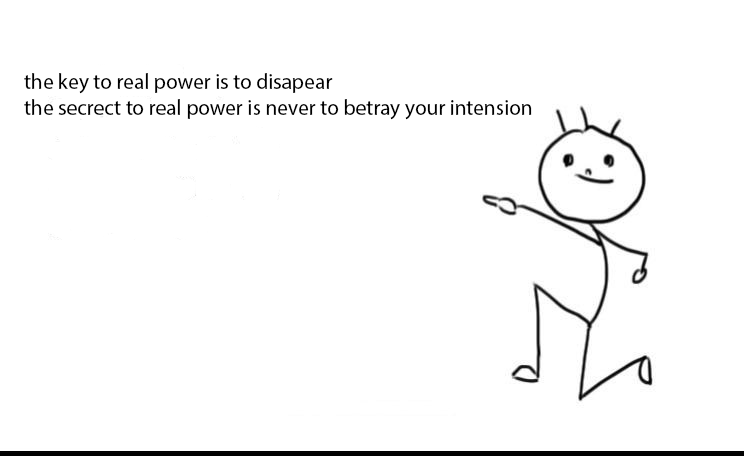 the key to real power is to disapear
the secrect to real power is never to betray your intension